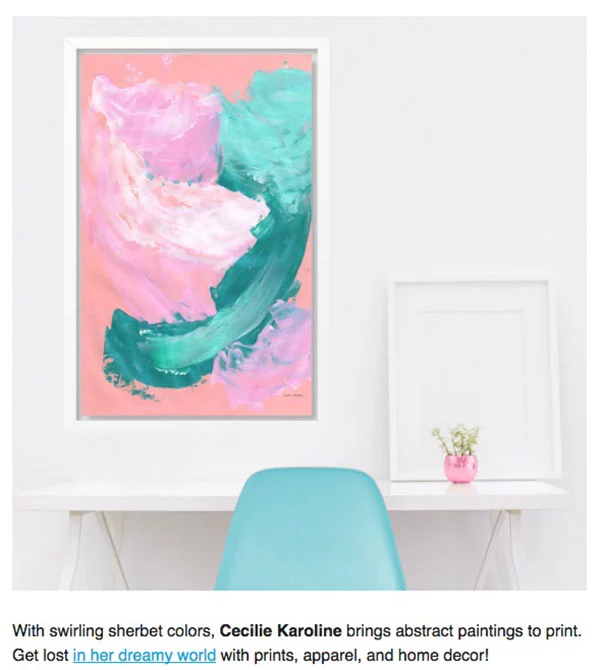 With swirling sherbet colors, Cecilie Karoline brings abstract paintings to print.
Get lost in her dreamy world with prints, apparel, and home decor!